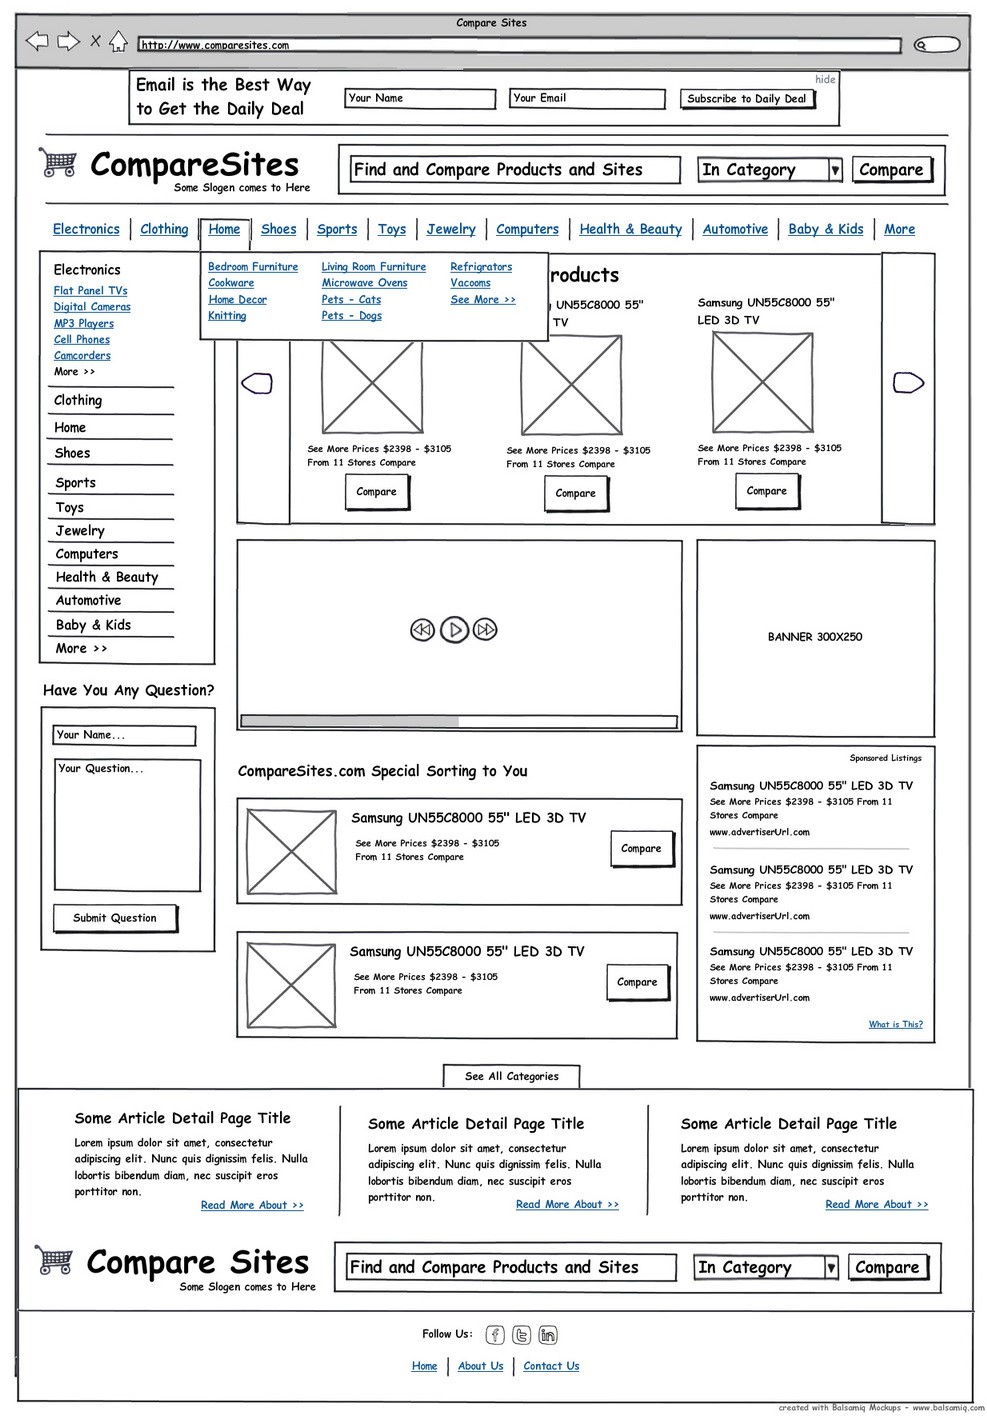 Compare Sites
http://www.comparesites.com
Email is the Best Way
to Get the Daily Deal
Your Name
Your Email
Subscribe to Daily Deal
hide
CompareSites
Some Slogen comes to Here
Find and Compare Products and Sites
In Category
Compare
Electronics
Clothing
Home
Shoes
Sports
Toys
Jewelry
Computers
Health & Beauty
Automotive
Baby & Kids
More
Electronics
Flat Panel TVs
Digital Cameras
MP3 Players
Cell Phones
Camcorders
More >>
Clothing
Home
Shoes
Sports
Toys
Jewelry
Computers
Health & Beauty
Automotive
Baby & Kids
More >>
Bedroom Furniture
Cookware
Home Decor
Knitting
Living Room Furniture
Microwave Ovens
Pets - Cats
Pets - Dogs
Refrigrators
Vacooms
See More >>
roducts
See More Prices $2398 - $3105
From 11 Stores Compare
Compare
UN55C8000 55"
TV
See More Prices $2398 - $3105
From 11 Stores Compare
Compare
Samsung UN55C8000 55"
LED 3D TV
See More Prices $2398 - $3105
From 11 Stores Compare
Compare
BANNER 300X250
Have You Any Question?
Your Name...
Your Question...
Submit Question
CompareSites.com Special Sorting to You
Samsung UN55C8000 55" LED 3D TV
See More Prices $2398 - $3105
From 11 Stores Compare
Compare
Samsung UN55C8000 55" LED 3D TV
See More Prices $2398 - $3105
From 11 Stores Compare
Compare
Sponsored Listings
Samsung UN55C8000 55" LED 3D TV
See More Prices $2398 - $3105 From 11
Stores Compare
www.advertiserUrl.com
Samsung UN55C8000 55" LED 3D TV
See More Prices $2398 - $3105 From 11
Stores Compare
www.advertiserUrl.com
Samsung UN55C8000 55" LED 3D TV
See More Prices $2398 - $3105 From 11
Stores Compare
www.advertiserUrl.com
What is This?
See All Categories
Some Article Detail Page Title
Lorem ipsum dolor sit amet, consectetur
adipiscing elit. Nunc quis dignissim felis. Nulla
lobortis bibendum diam, nec suscipit eros
porttitor non.
Read More About >>
Some Article Detail Page Title
Lorem ipsum dolor sit amet, consectetur
adipiscing elit. Nunc quis dignissim felis. Nulla
lobortis bibendum diam, nec suscipit eros
porttitor non.
Read More About >>
Some Article Detail Page Title
Lorem ipsum dolor sit amet, consectetur
adipiscing elit. Nunc quis dignissim felis. Nulla
lobortis bibendum diam, nec suscipit eros
porttitor non.
Read More About >>
Compare Sites
Some Slogen comes to Here
Find and Compare Products and Sites
In Category
Compare
Follow Us:
f
t
in
Home
About Us
Contact Us
created with Balsamiq Mockups - www.balsamiq.com